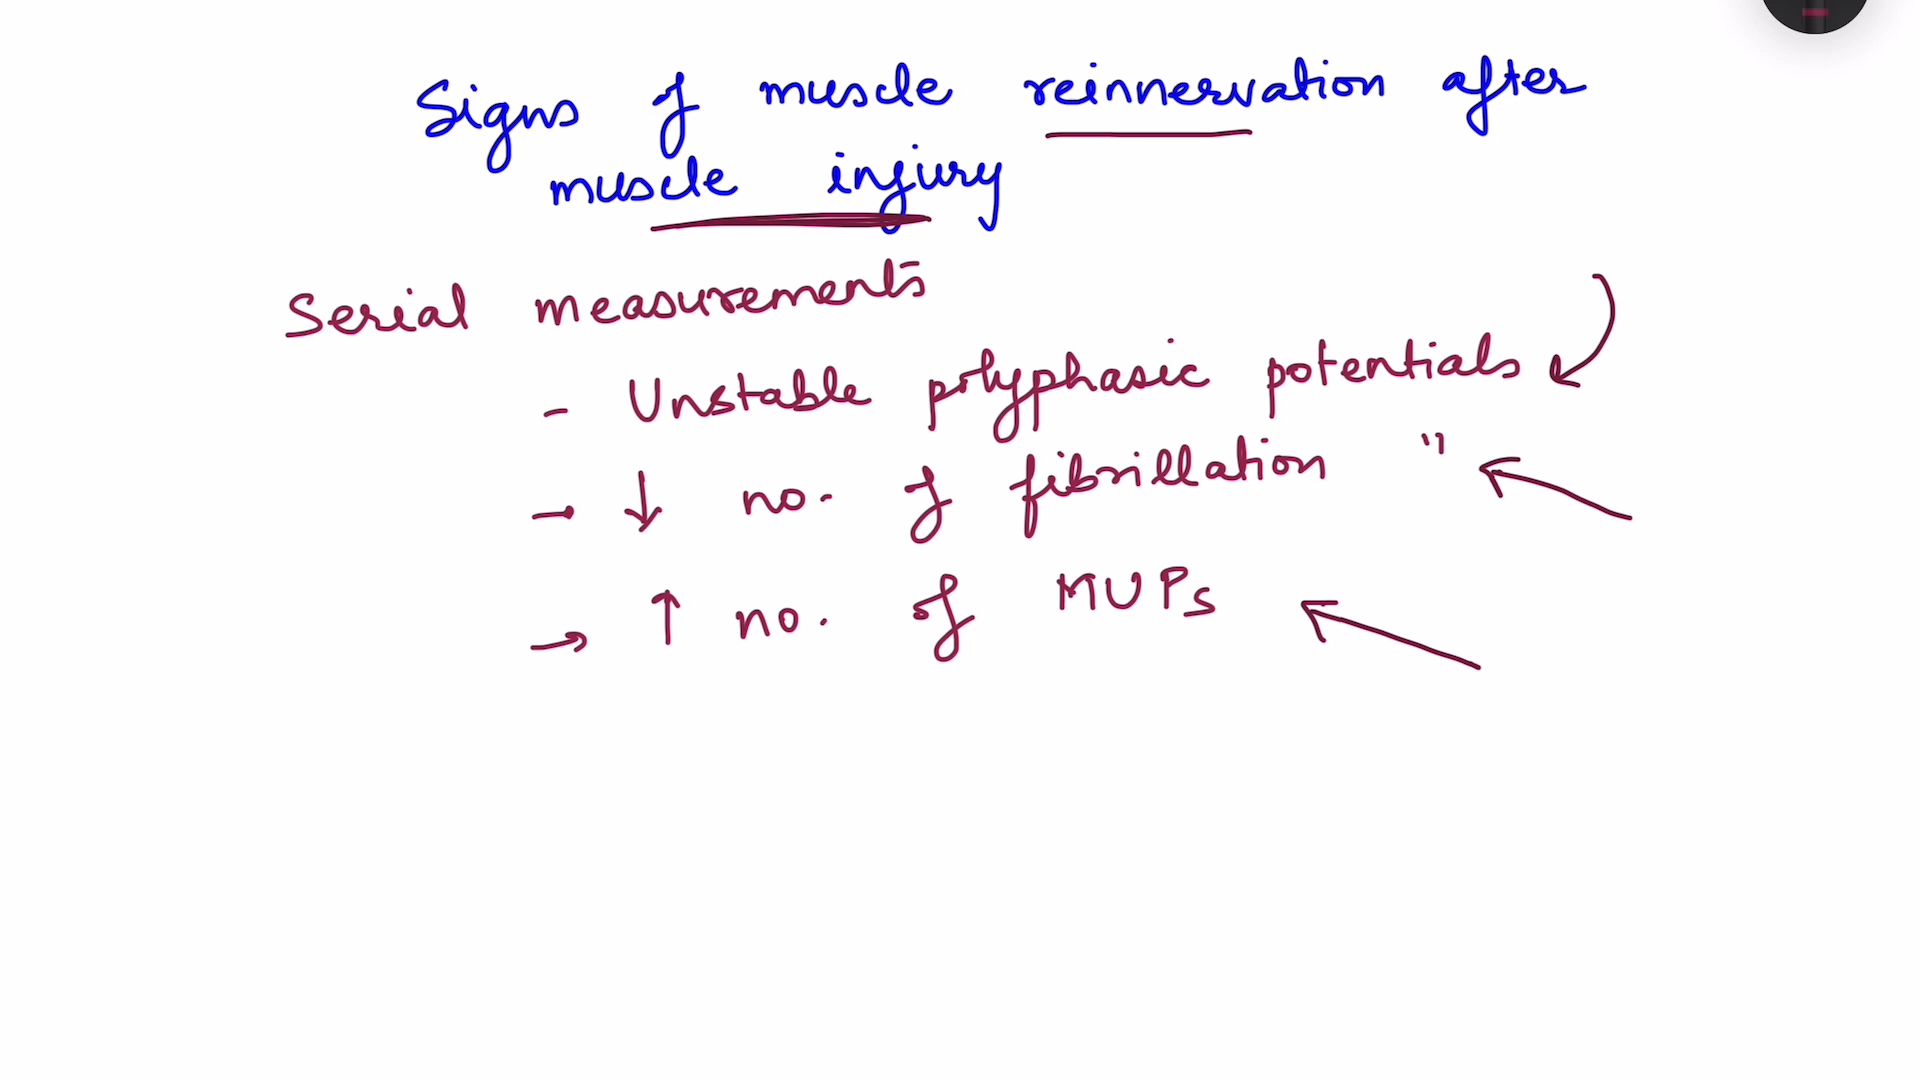 Signs of muscle reinnervation after
muscle injury
Serial measurements
- Unstable polyphasic potentials
→ ↓ no. of fibrillation "
→ ↑ no. of MUPs